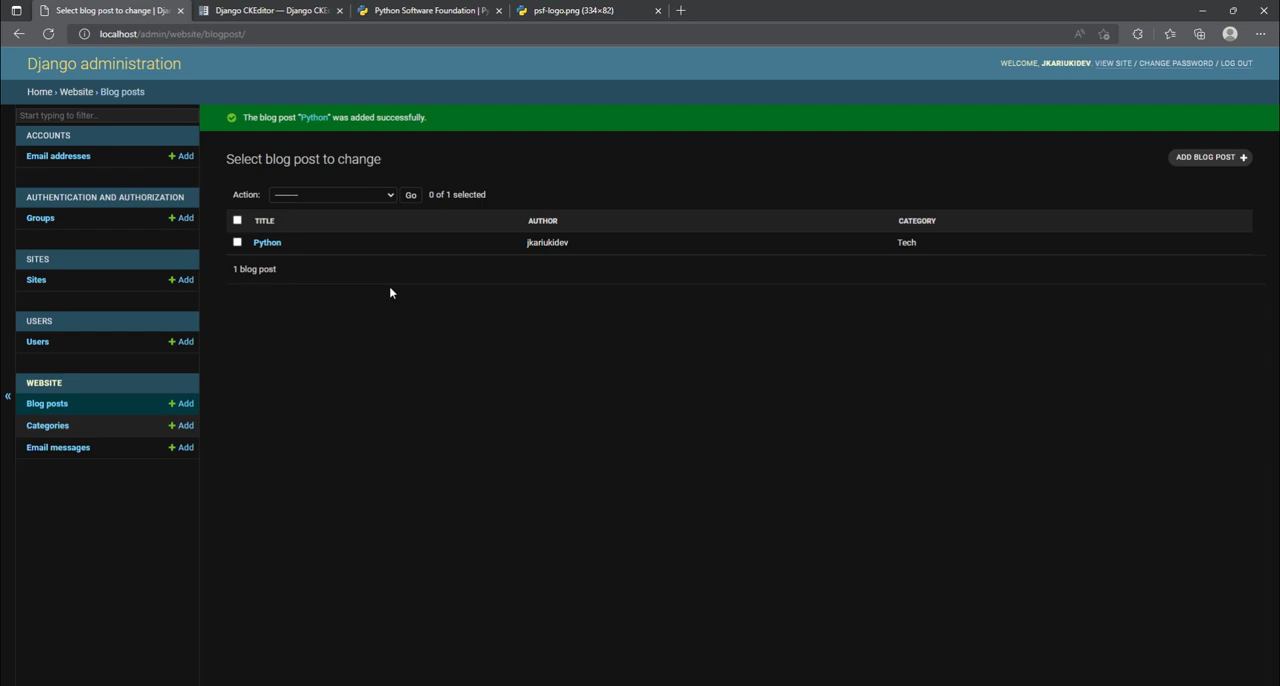 Select blog post to change | Dja
Django CKEditor — Django CKE
Python Software Foundation | Py
psf-logo.png (334×82)
localhost/admin/website/blogpost/
Django administration
WELCOME, JKARIUKIDEV. VIEW SITE / CHANGE PASSWORD / LOG OUT
Home › Website › Blog posts
Start typing to filter...
The blog post “Python” was added successfully.
ACCOUNTS
Email addresses + Add
AUTHENTICATION AND AUTHORIZATION
Groups + Add
SITES
Sites + Add
USERS
Users + Add
WEBSITE
Blog posts + Add
Categories + Add
Email messages + Add
Select blog post to change
ADD BLOG POST +
Action: --------- Go 0 of 1 selected
TITLE AUTHOR CATEGORY
Python jkariukidev Tech
1 blog post